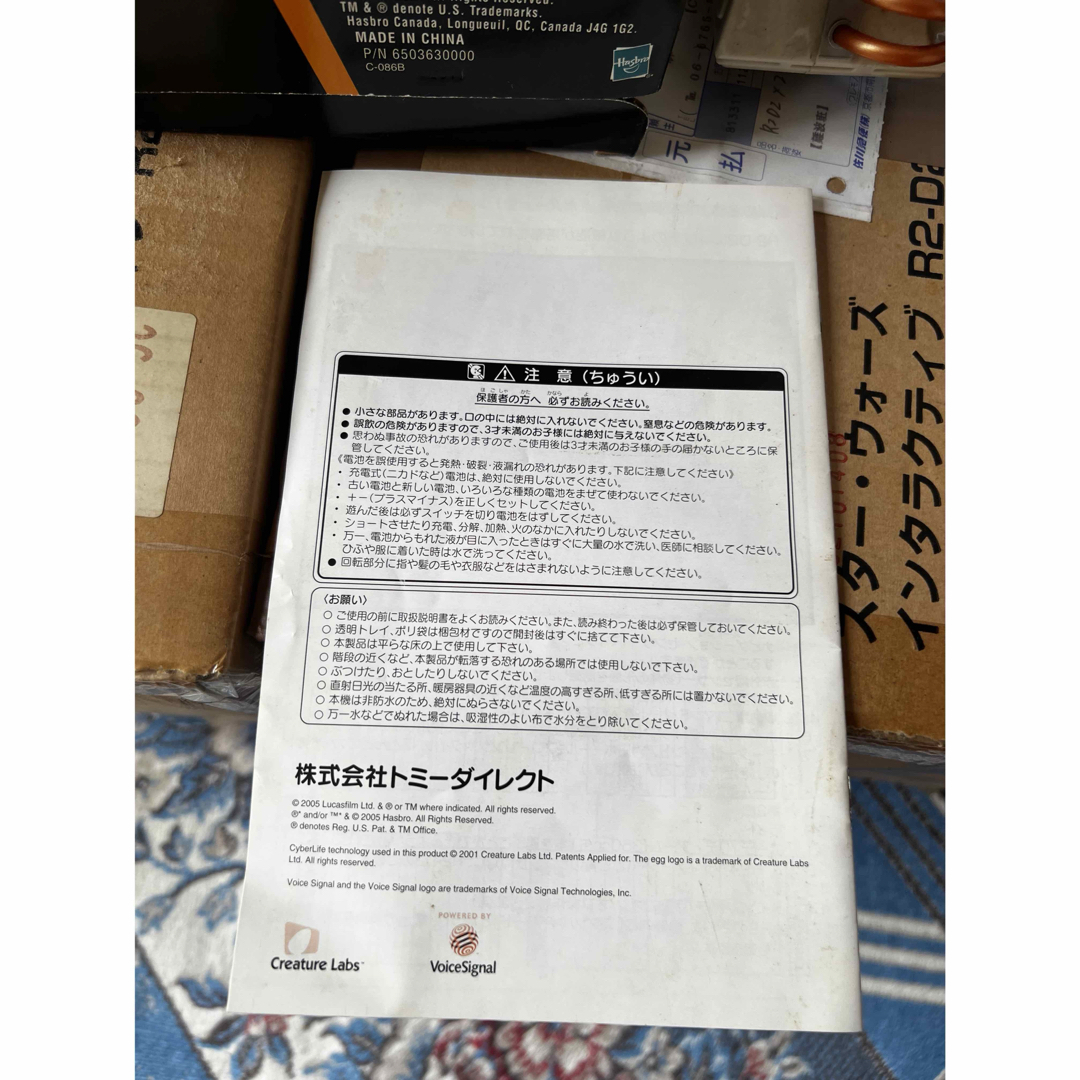 TM & ® denote U.S. Trademarks.
Hasbro Canada, Longueuil, QC, Canada J4G 1G2.
MADE IN CHINA
P/N 6503630000
C-086B
Hasbro
元
払
R2D2
【難波班】
佐川急便(株)
スター・ウォーズ
インタラクティブ R2-D2
注 意（ちゅうい）
保護者の方へ 必ずお読みください。
● 小さな部品があります。口の中には絶対に入れないでください。窒息などの危険があります。
● 誤飲の危険がありますので、3才未満のお子様には絶対に与えないでください。
● 思わぬ事故の恐れがありますので、ご使用後は3才未満のお子様の手の届かないところに保
管してください。
《電池を誤使用すると発熱・破裂・液漏れの恐れがあります。下記に注意してください》
・ 充電式(ニカドなど)電池は、絶対に使用しないでください。
・ 古い電池と新しい電池、いろいろな種類の電池をまぜて使わないでください。
・ ＋－(プラスマイナス)を正しくセットしてください。
・ 遊んだ後は必ずスイッチを切り電池をはずしてください。
・ ショートさせたり充電、分解、加熱、火のなかに入れたりしないでください。
・ 万一、電池からもれた液が目に入ったときはすぐに大量の水で洗い、医師に相談してください。
ひふや服に着いた時は水で洗ってください。
● 回転部分に指や髪の毛や衣服などをはさまれないように注意してください。
〈お願い〉
○ ご使用の前に取扱説明書をよくお読みください。また、読み終わった後は必ず保管しておいてください。
○ 透明トレイ、ポリ袋は梱包材ですので開封後はすぐに捨てて下さい。
○ 本製品は平らな床の上で使用して下さい。
○ 階段の近くなど、本製品が転落する恐れのある場所では使用しないで下さい。
○ ぶつけたり、おとしたりしないでください。
○ 直射日光の当たる所、暖房器具の近くなど温度の高すぎる所、低すぎる所には置かないでください。
○ 本機は非防水のため、絶対にぬらさないでください。
○ 万一水などでぬれた場合は、吸湿性のよい布で水分をとり除いてください。
株式会社トミーダイレクト
© 2005 Lucasfilm Ltd. & ® or TM where indicated. All rights reserved.
®* and/or ™* & © 2005 Hasbro. All Rights Reserved.
® denotes Reg. U.S. Pat. & TM Office.
CyberLife technology used in this product © 2001 Creature Labs Ltd. Patents Applied for. The egg logo is a trademark of Creature Labs
Ltd. All rights reserved.
Voice Signal and the Voice Signal logo are trademarks of Voice Signal Technologies, Inc.
POWERED BY
Creature Labs™
VoiceSignal